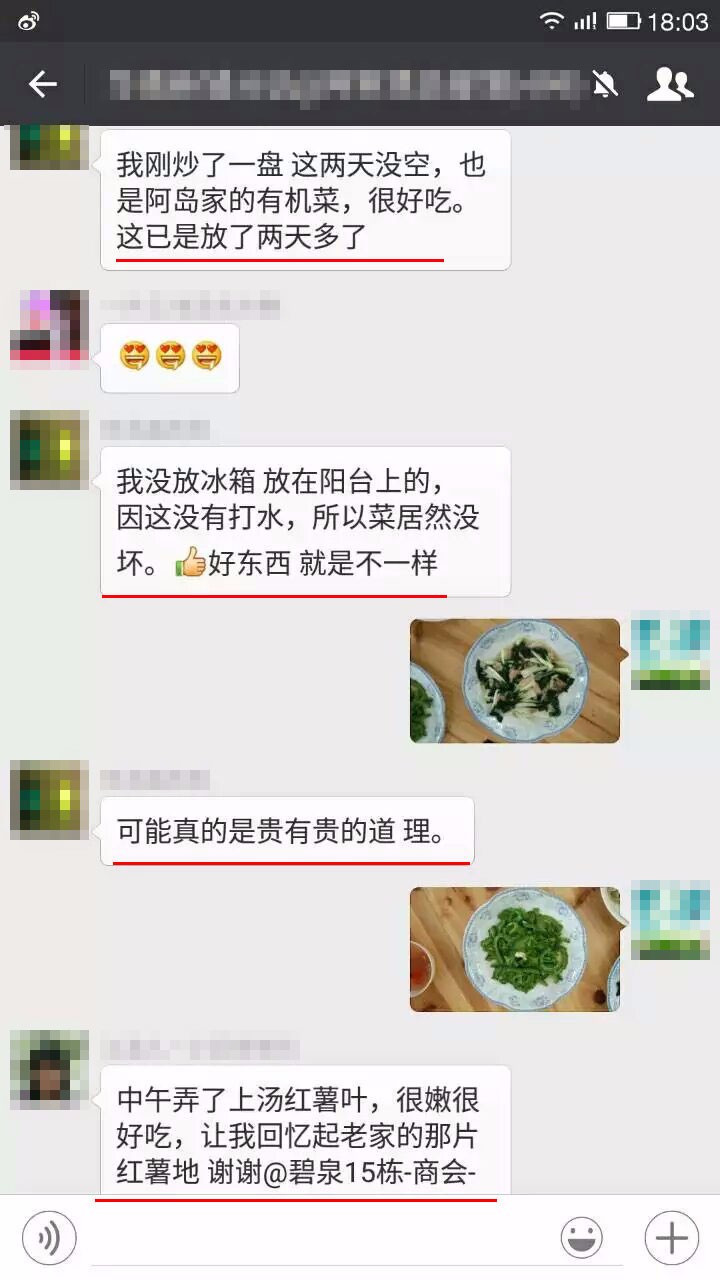 18:03
我刚炒了一盘 这两天没空，也
是阿岛家的有机菜，很好吃。
这已是放了两天多了
我没放冰箱 放在阳台上的，
因这没有打水，所以菜居然没
坏。👍好东西 就是不一样
可能真的是贵有贵的道 理。
中午弄了上汤红薯叶，很嫩很
好吃，让我回忆起老家的那片
红薯地 谢谢@碧泉15栋-商会-